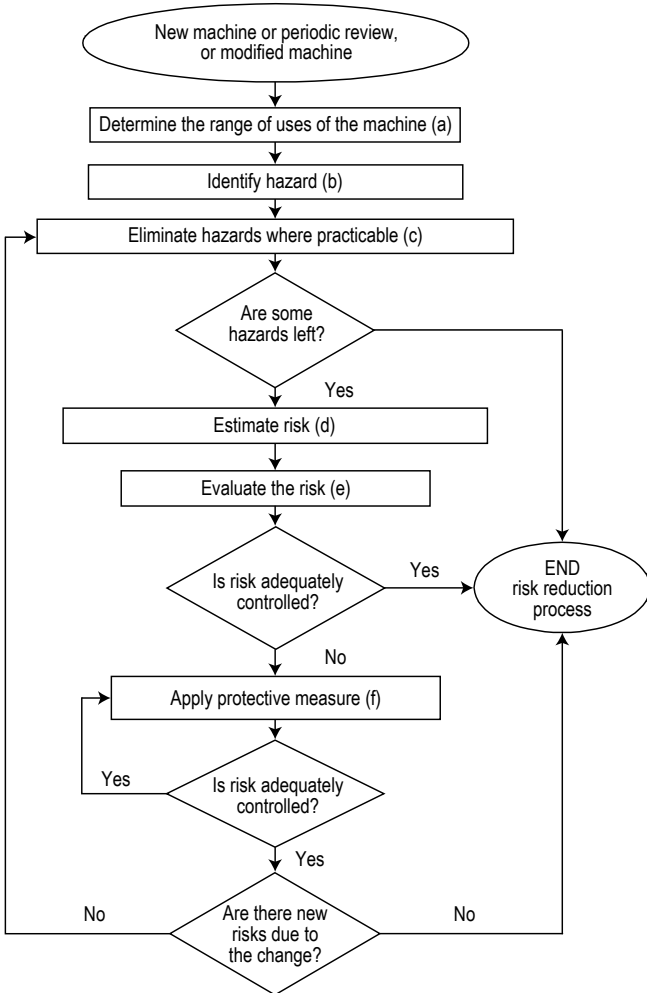 New machine or periodic review,
or modified machine
Determine the range of uses of the machine (a)
Identify hazard (b)
Eliminate hazards where practicable (c)
Are some
hazards left?
Yes
Estimate risk (d)
Evaluate the risk (e)
Is risk adequately
controlled?
Yes
END
risk reduction
process
No
Apply protective measure (f)
Yes
Is risk adequately
controlled?
Yes
No
Are there new
risks due to
the change?
No